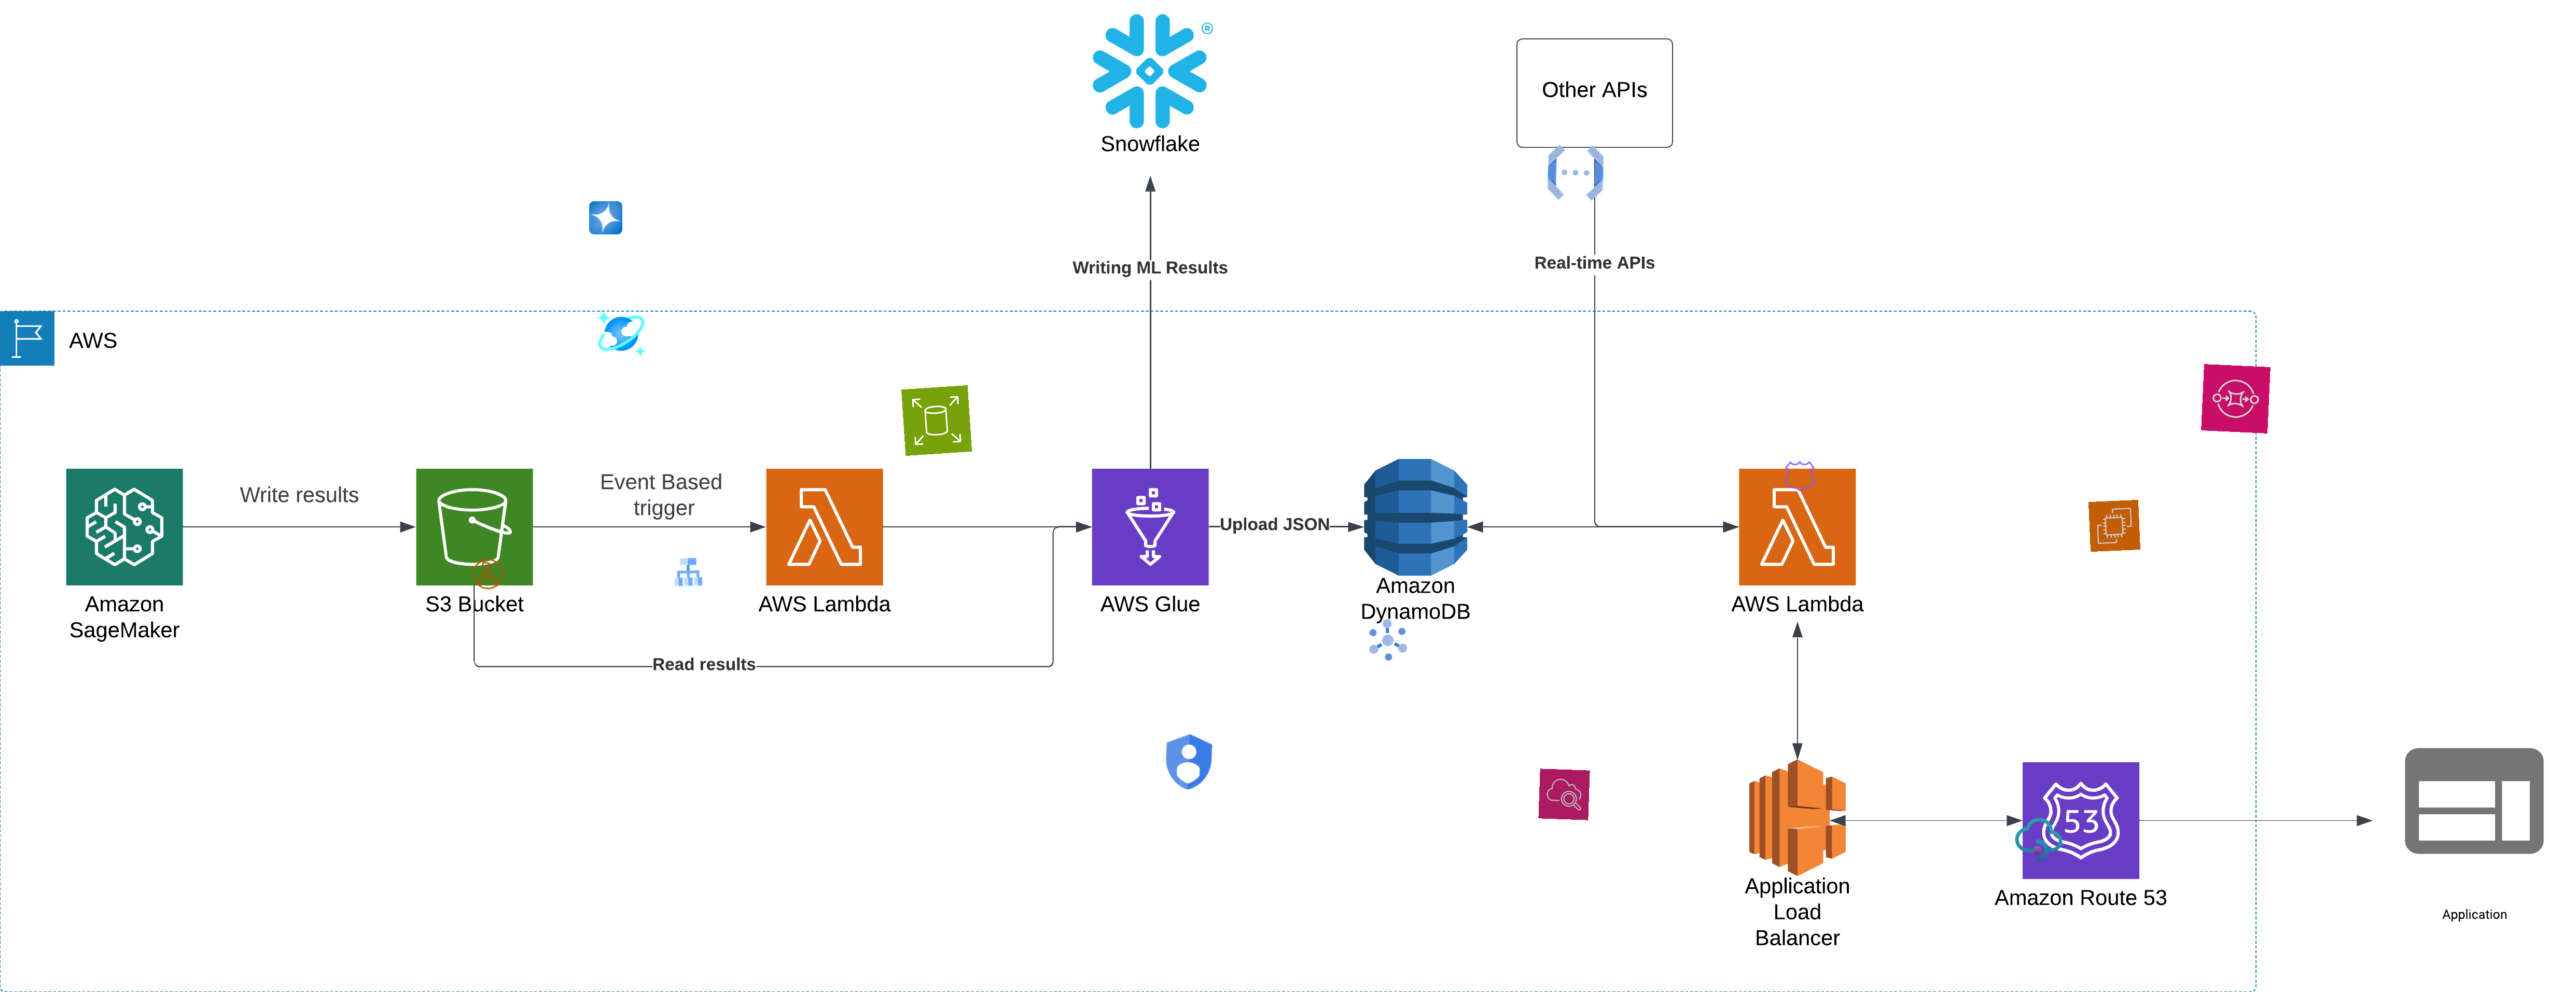 ®
Snowflake
Other APIs
Writing ML Results
Real-time APIs
AWS
Write results
Event Based
trigger
Upload JSON
Amazon
SageMaker
S3 Bucket
AWS Lambda
AWS Glue
Amazon
DynamoDB
AWS Lambda
Read results
53
Application
Load
Balancer
Amazon Route 53
Application